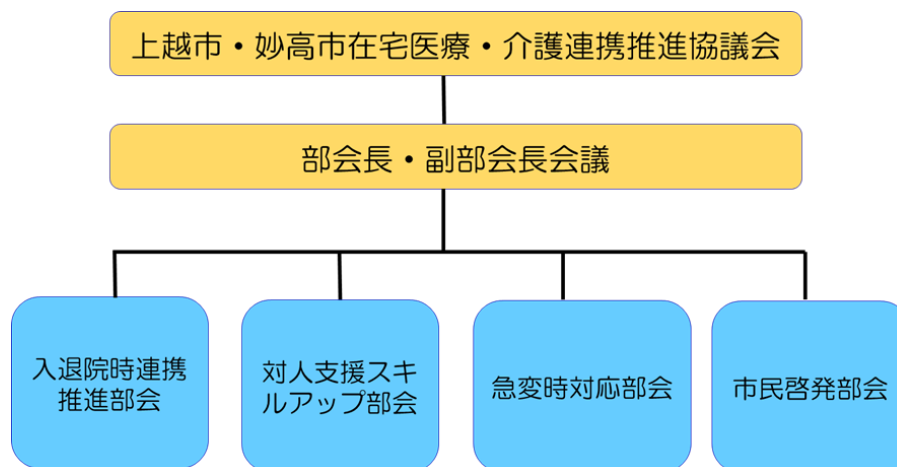 上越市・妙高市在宅医療・介護連携推進協議会
部会長・副部会長会議
入退院時連携
推進部会
対人支援スキ
ルアップ部会
急変時対応部会
市民啓発部会